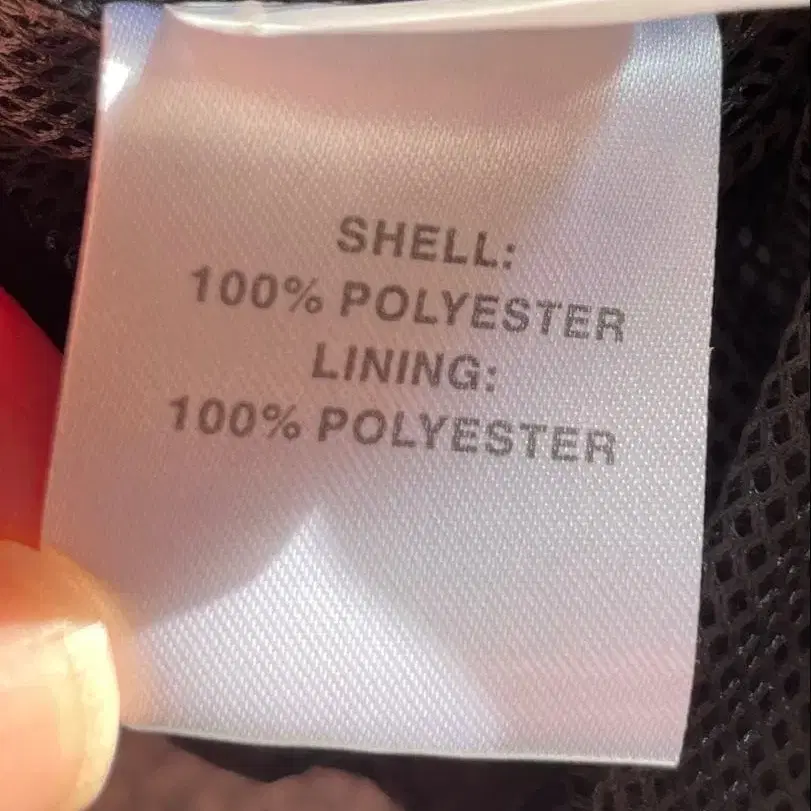 SHELL:
100% POLYESTER
LINING:
100% POLYESTER